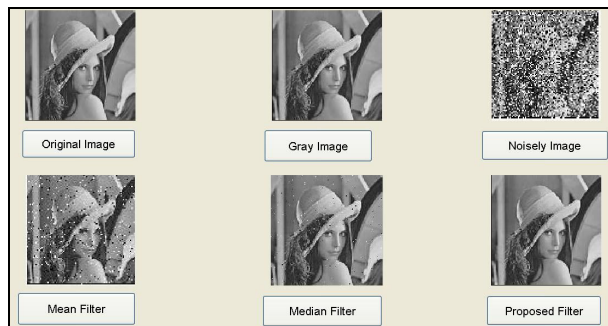 Original Image
Gray Image
Noisely Image
Mean Filter
Median Filter
Proposed Filter